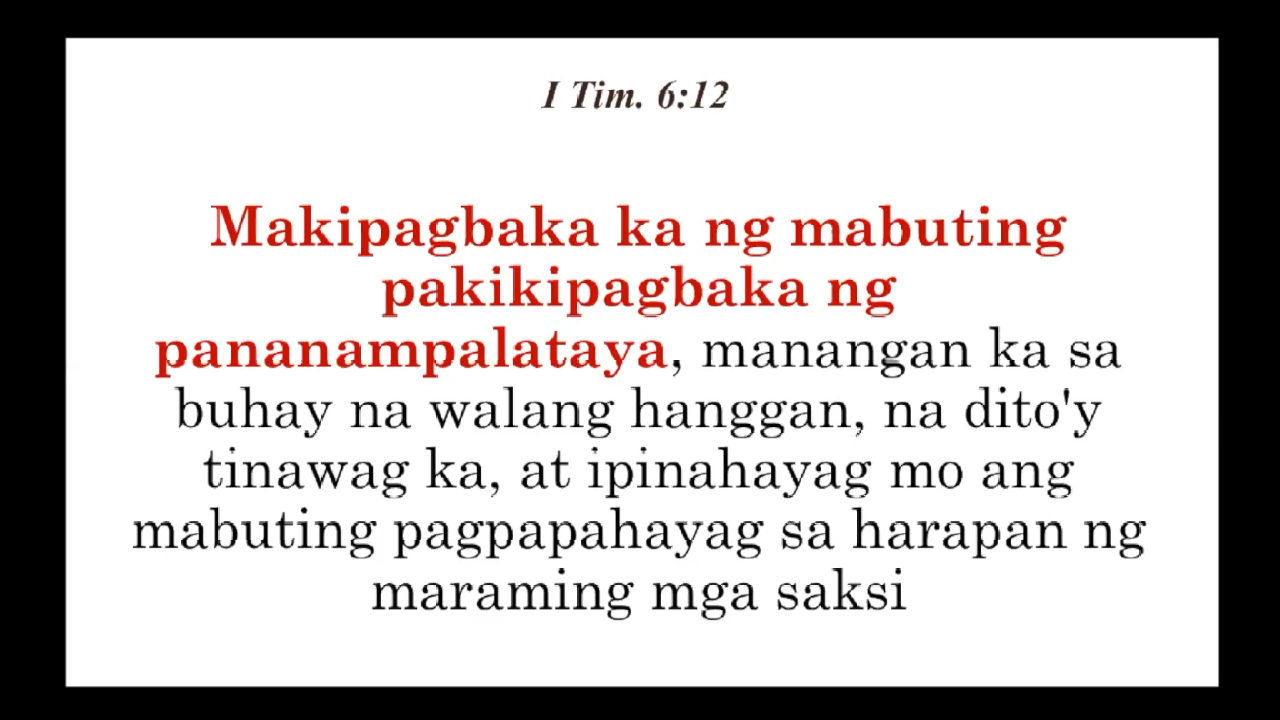 I Tim. 6:12
Makipagbaka ka ng mabuting
pakikipagbaka ng
pananampalataya, manangan ka sa
buhay na walang hanggan, na dito'y
tinawag ka, at ipinahayag mo ang
mabuting pagpapahayag sa harapan ng
maraming mga saksi